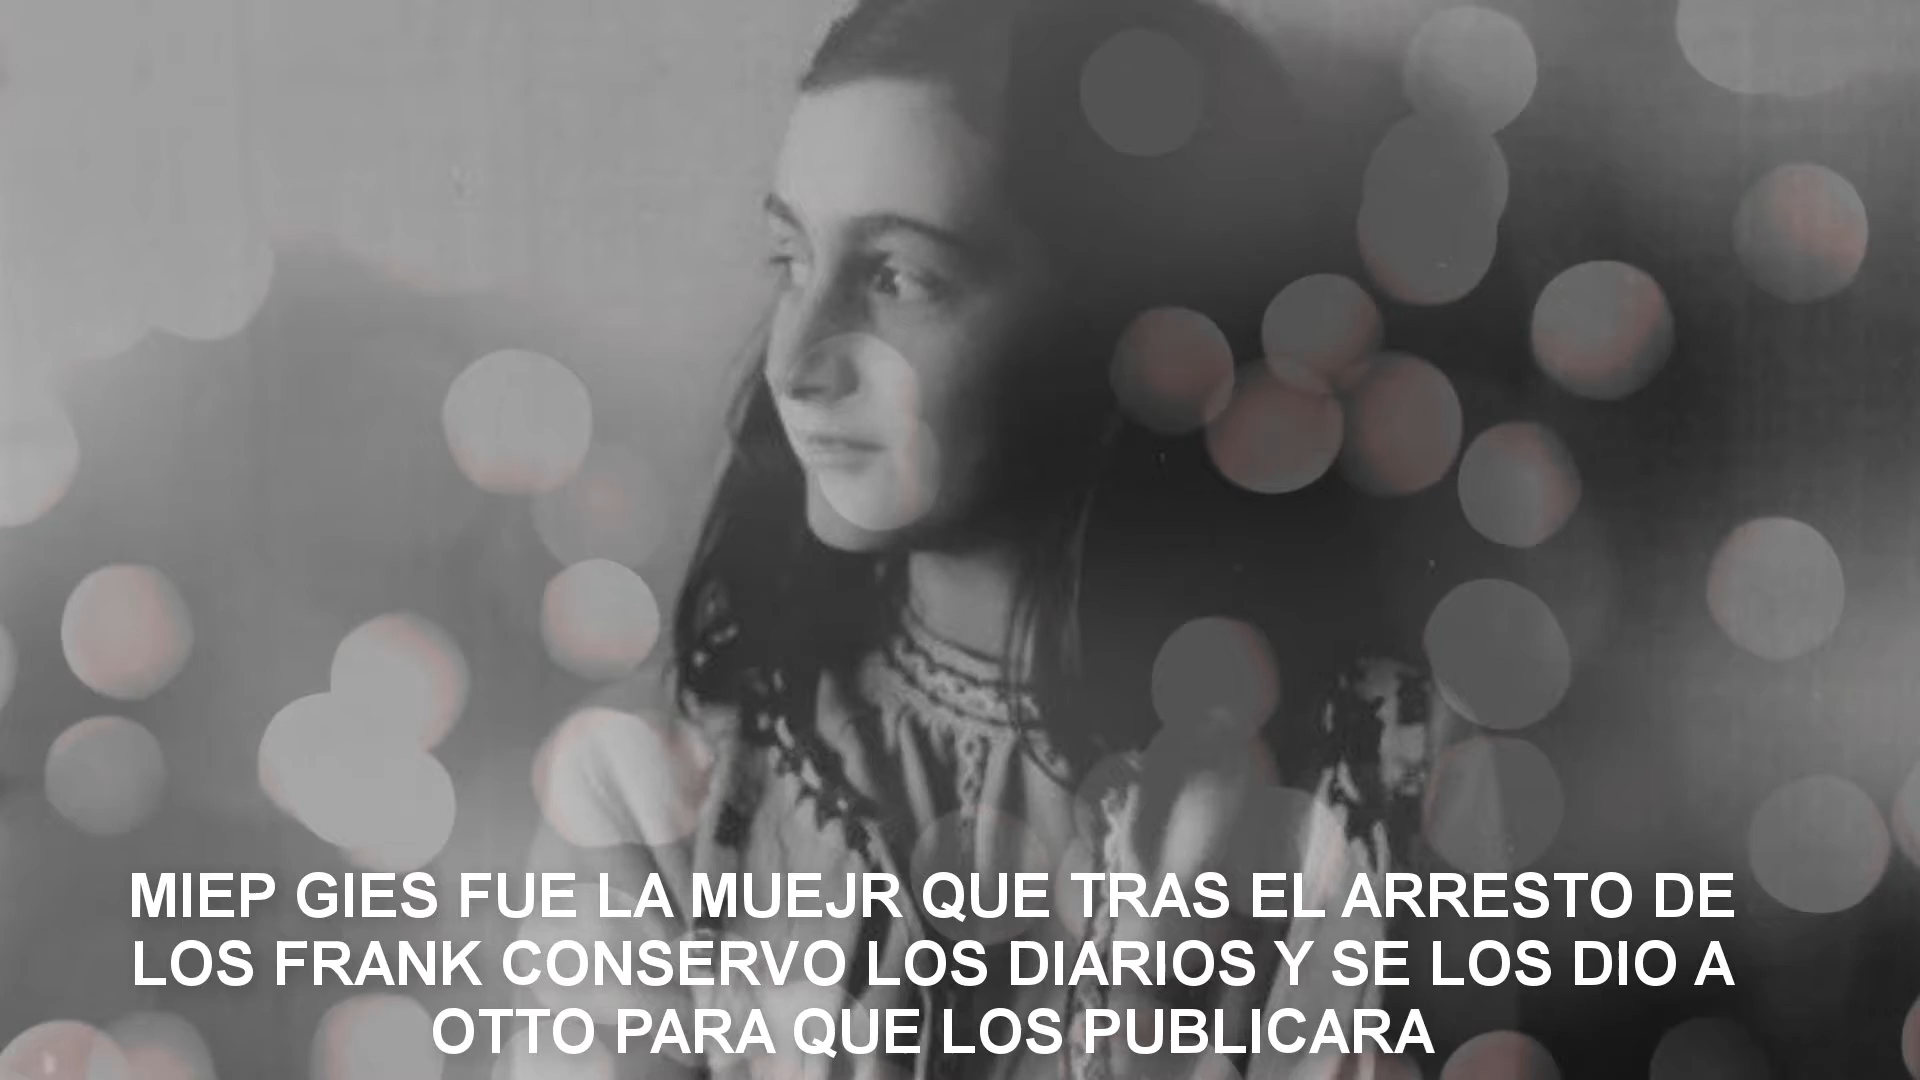 MIEP GIES FUE LA MUEJR QUE TRAS EL ARRESTO DE
LOS FRANK CONSERVO LOS DIARIOS Y SE LOS DIO A
OTTO PARA QUE LOS PUBLICARA